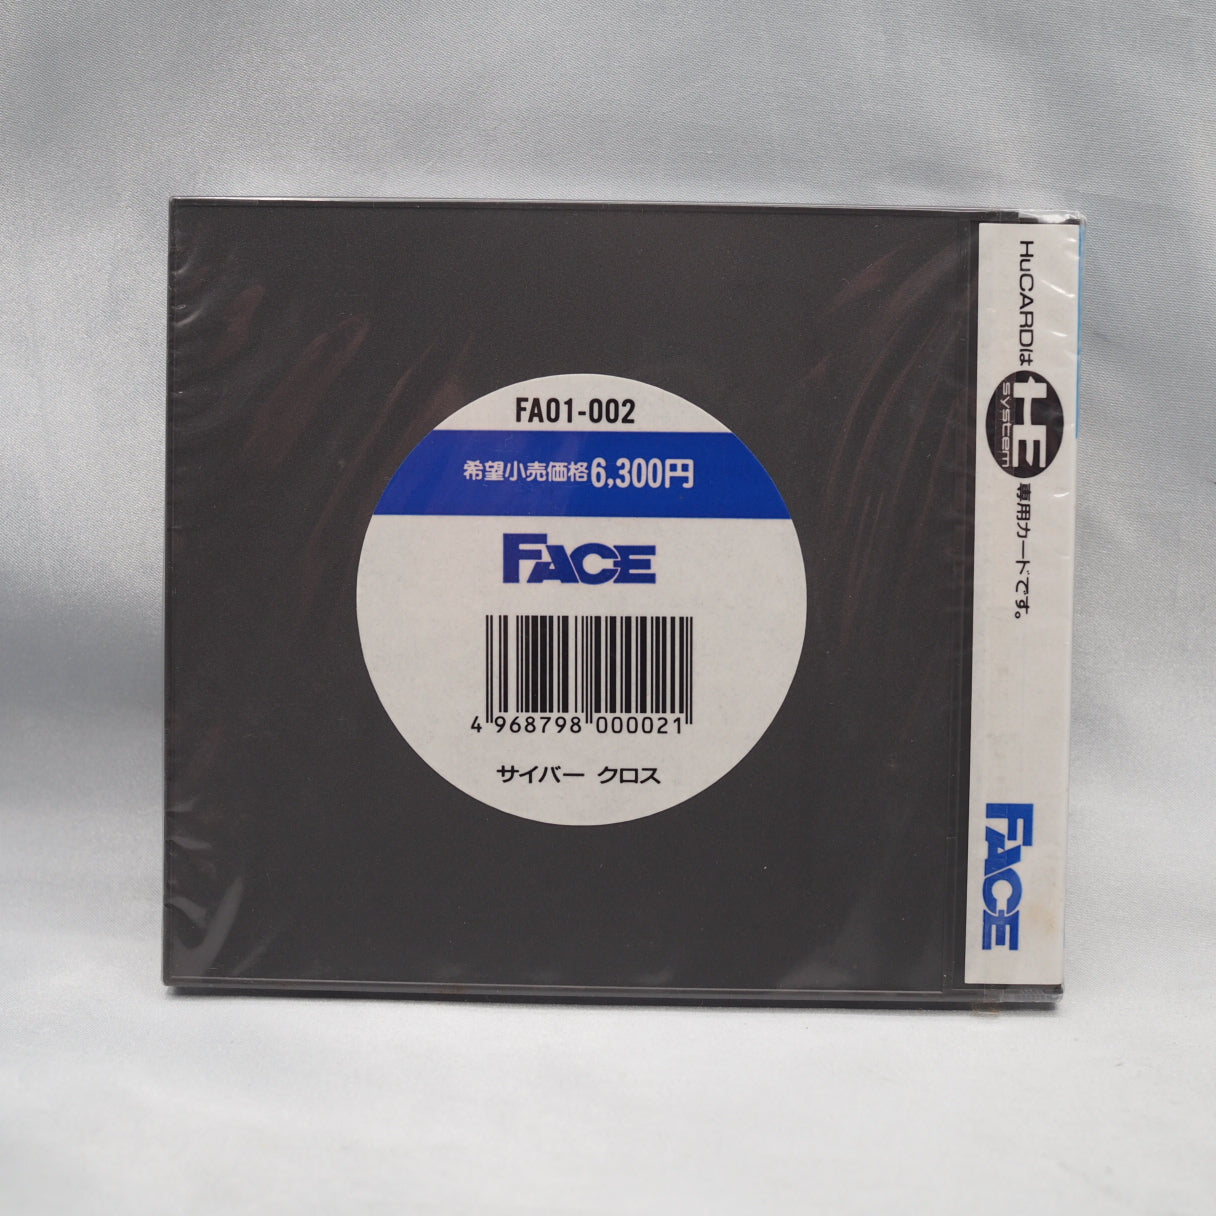 FA01-002
希望小売価格6,300円
FACE
4 968798 000021
サイバー クロス
HuCARDは HE system 専用カードです。
FACE